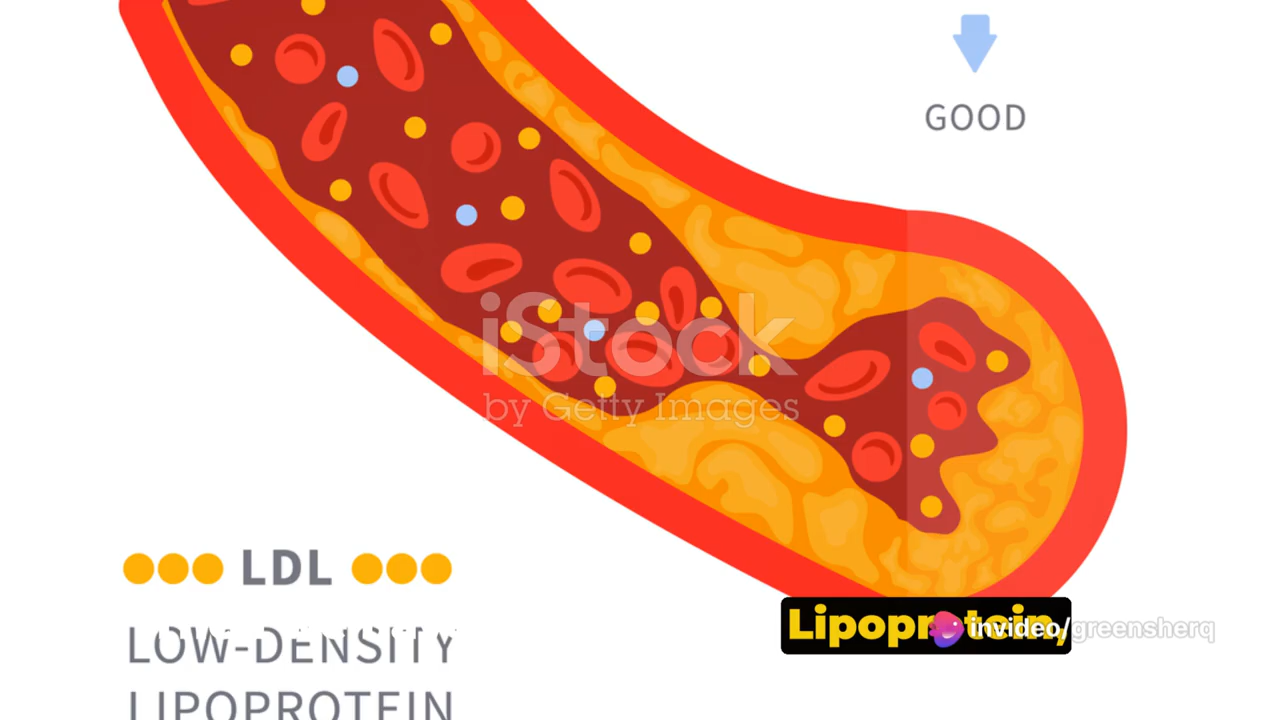 GOOD
iStock
by Getty Images
LDL
LOW-DENSITY
LIPOPROTEIN
Lipoprotein,
invideo/greensherq